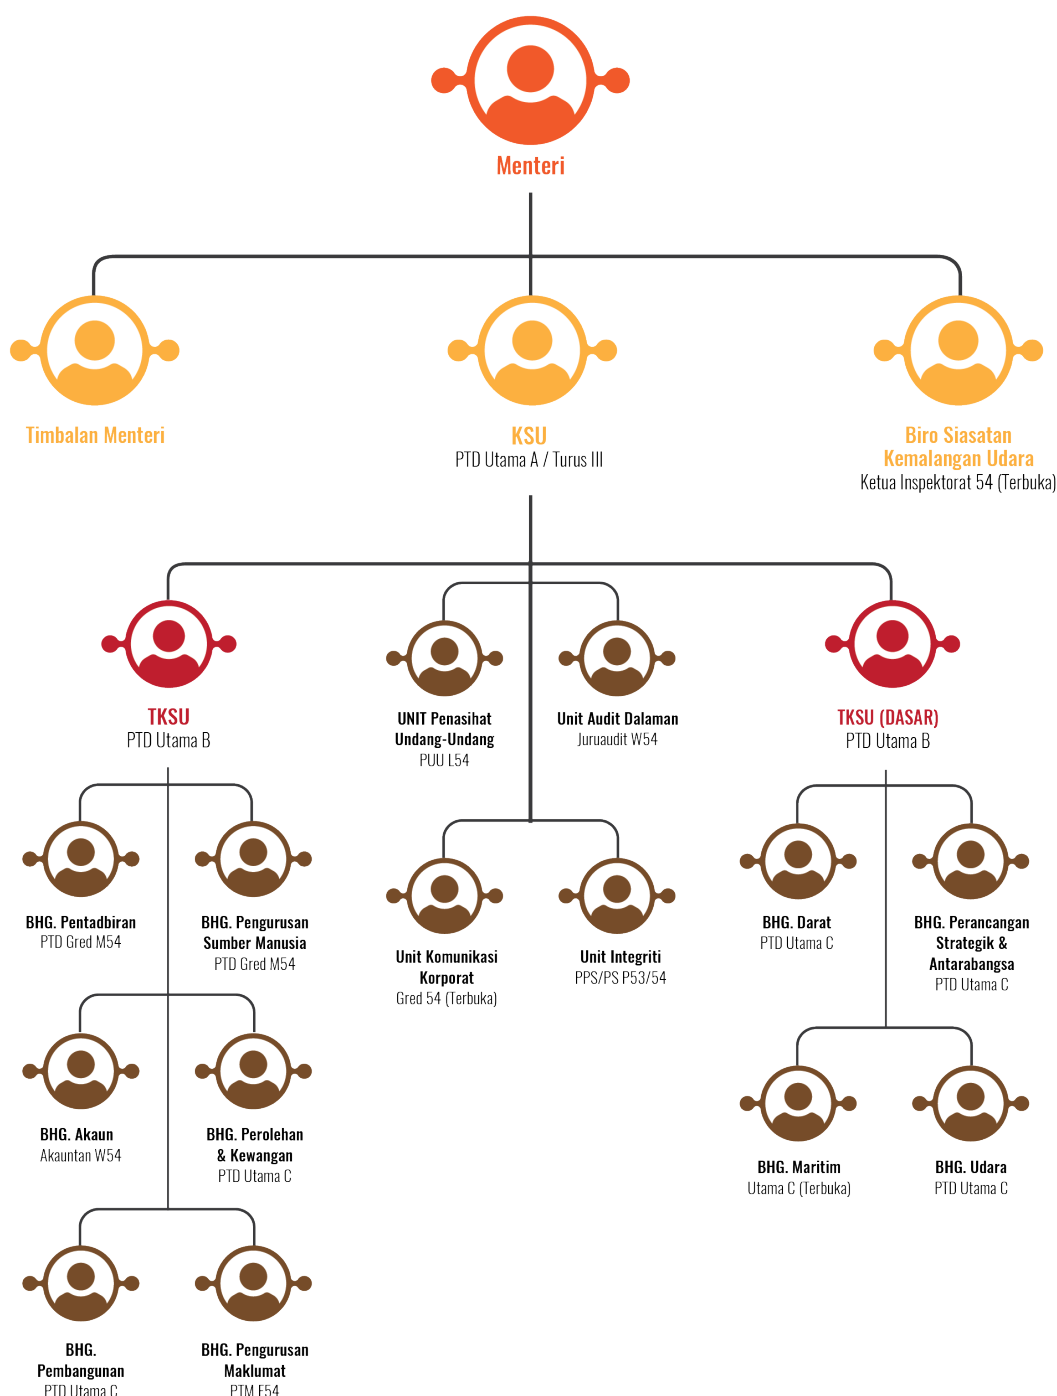 Menteri
Timbalan Menteri
KSU
PTD Utama A / Turus III
Biro Siasatan
Kemalangan Udara
Ketua Inspektorat 54 (Terbuka)
TKSU
PTD Utama B
UNIT Penasihat
Undang-Undang
PUU L54
Unit Audit Dalaman
Juruaudit W54
TKSU (DASAR)
PTD Utama B
BHG. Pentadbiran
PTD Gred M54
BHG. Pengurusan
Sumber Manusia
PTD Gred M54
Unit Komunikasi
Korporat
Gred 54 (Terbuka)
Unit Integriti
PPS/PS P53/54
BHG. Darat
PTD Utama C
BHG. Perancangan
Strategik &
Antarabangsa
PTD Utama C
BHG. Akaun
Akauntan W54
BHG. Perolehan
& Kewangan
PTD Utama C
BHG. Maritim
Utama C (Terbuka)
BHG. Udara
PTD Utama C
BHG.
Pembangunan
PTD Utama C
BHG. Pengurusan
Maklumat
PTM F54